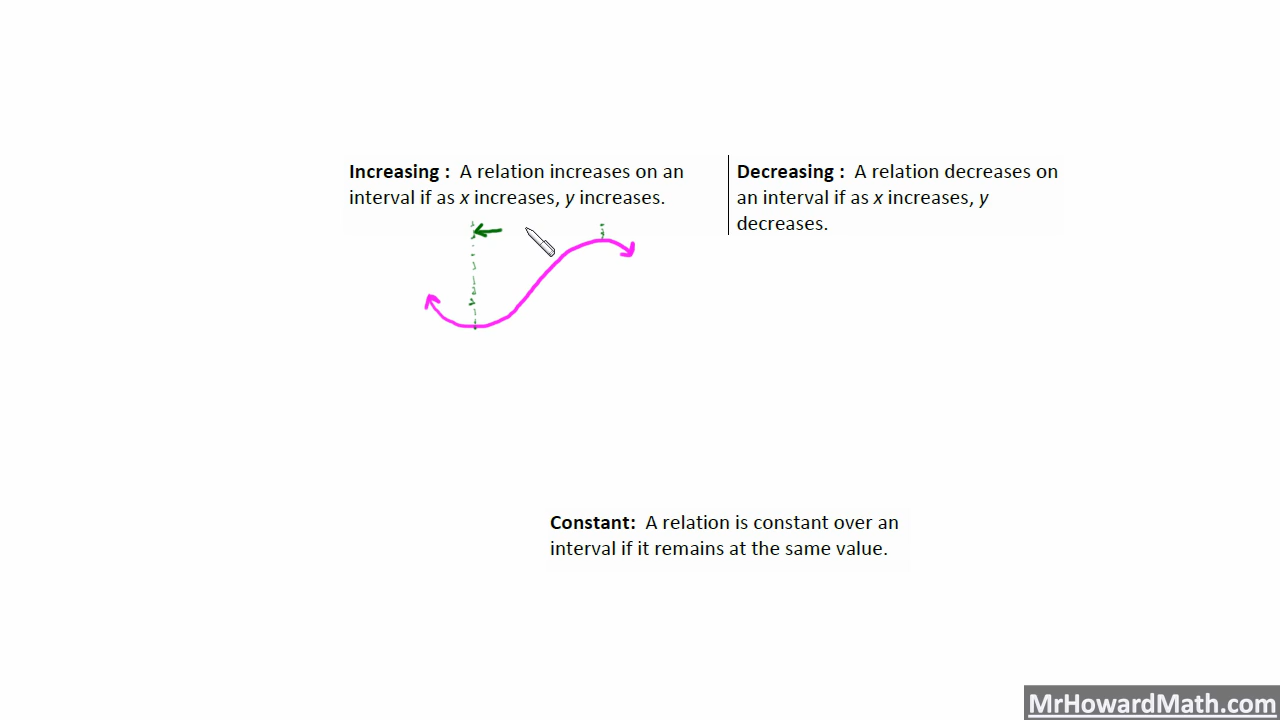 Increasing :  A relation increases on an
interval if as x increases, y increases.
Decreasing :  A relation decreases on
an interval if as x increases, y
decreases.
Constant:  A relation is constant over an
interval if it remains at the same value.
MrHowardMath.com